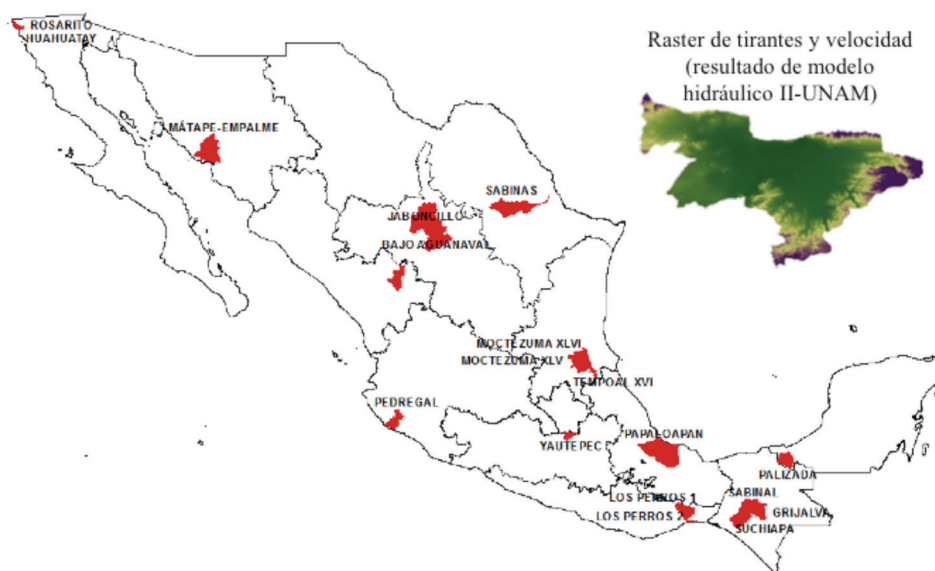 ROSARITO
HUAHUATAY
Raster de tirantes y velocidad
(resultado de modelo
hidráulico II-UNAM)
MÁTAPE-EMPALME
SABINAS
JABONCILLO
BAJO AGUANAVAL
MOCTEZUMA XLVI
MOCTEZUMA XLV
TEMPOAL XVI
PEDREGAL
YAUTEPEC
PAPALOAPAN
PALIZADA
SABINAL
LOS PERROS 1
LOS PERROS 2
GRIJALVA
SUCHIAPA